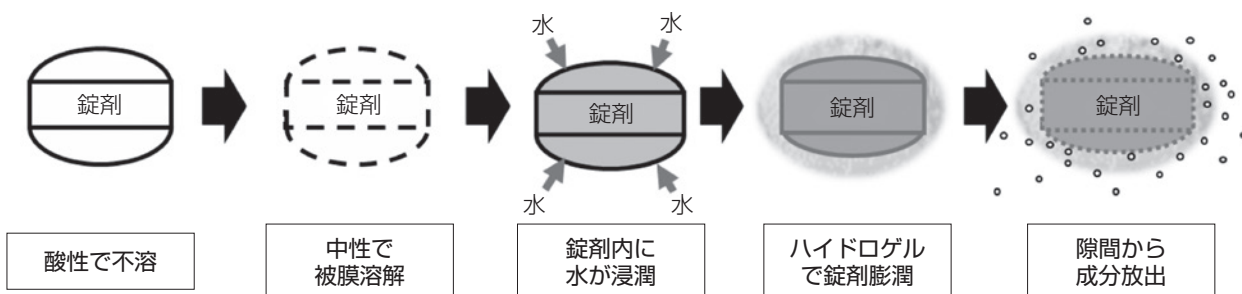 水
水
錠剤
錠剤
錠剤
錠剤
錠剤
水
水
酸性で不溶
中性で
被膜溶解
錠剤内に
水が浸潤
ハイドロゲル
で錠剤膨潤
隙間から
成分放出